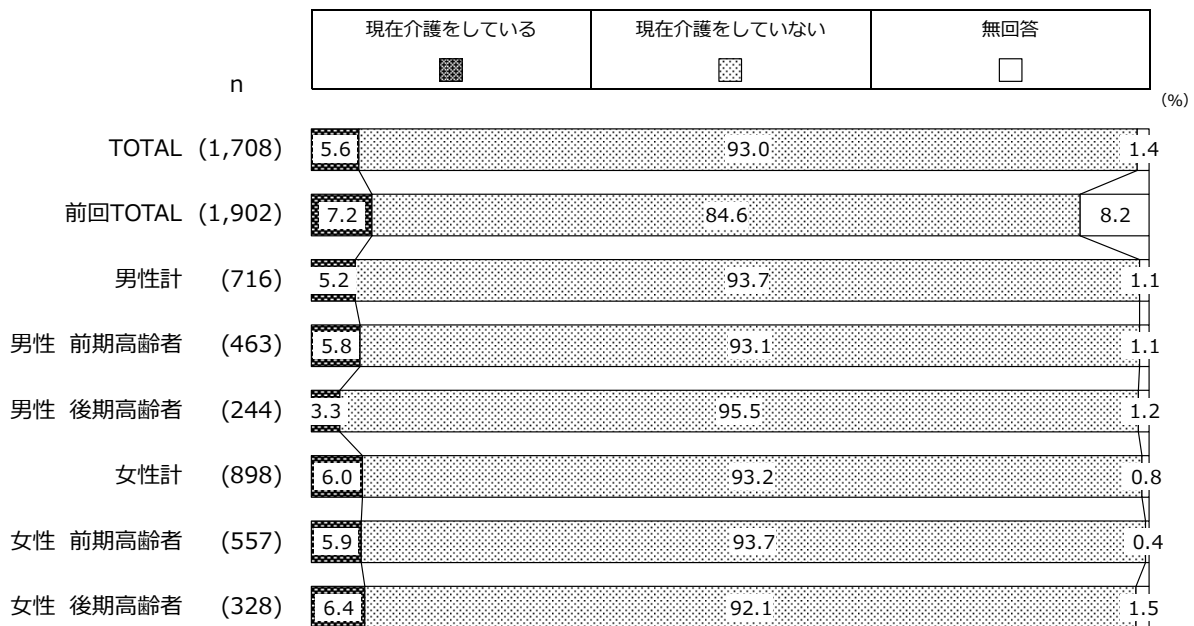 現在介護をしている 現在介護をしていない 無回答
n
(%)
TOTAL (1,708) 5.6 93.0 1.4
前回TOTAL (1,902) 7.2 84.6 8.2
男性計 (716) 5.2 93.7 1.1
男性 前期高齢者 (463) 5.8 93.1 1.1
男性 後期高齢者 (244) 3.3 95.5 1.2
女性計 (898) 6.0 93.2 0.8
女性 前期高齢者 (557) 5.9 93.7 0.4
女性 後期高齢者 (328) 6.4 92.1 1.5